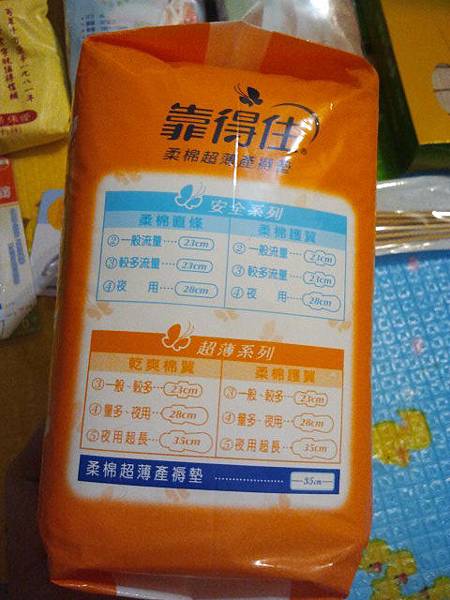 靠得住
柔棉超薄產褥墊
安全系列
柔棉直條 柔棉護翼
②一般流量…23cm ②一般流量…23cm
③較多流量…23cm ③較多流量…23cm
④夜 用…28cm ④夜 用…28cm
超薄系列
乾爽棉翼 柔棉護翼
③一般、較多…23cm ③一般、較多…23cm
④量多、夜用…28cm ④量多、夜用…28cm
⑤夜用超長…35cm ⑤夜用超長…35cm
柔棉超薄產褥墊……35cm